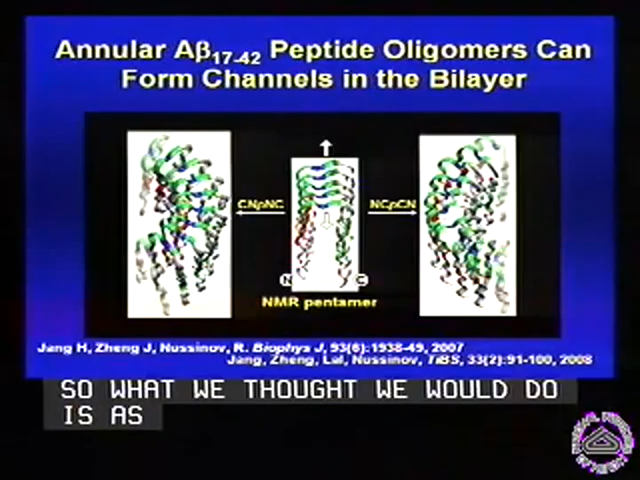 Annular Aβ17-42 Peptide Oligomers Can
Form Channels in the Bilayer
CNpNC
NCpCN
N
C
NMR pentamer
Jang H, Zheng J, Nussinov, R. Biophys J, 93(6):1938-49, 2007
Jang, Zheng, Lal, Nussinov, TiBS, 33(2):91-100, 2008
SO WHAT WE THOUGHT WE WOULD DO
IS AS